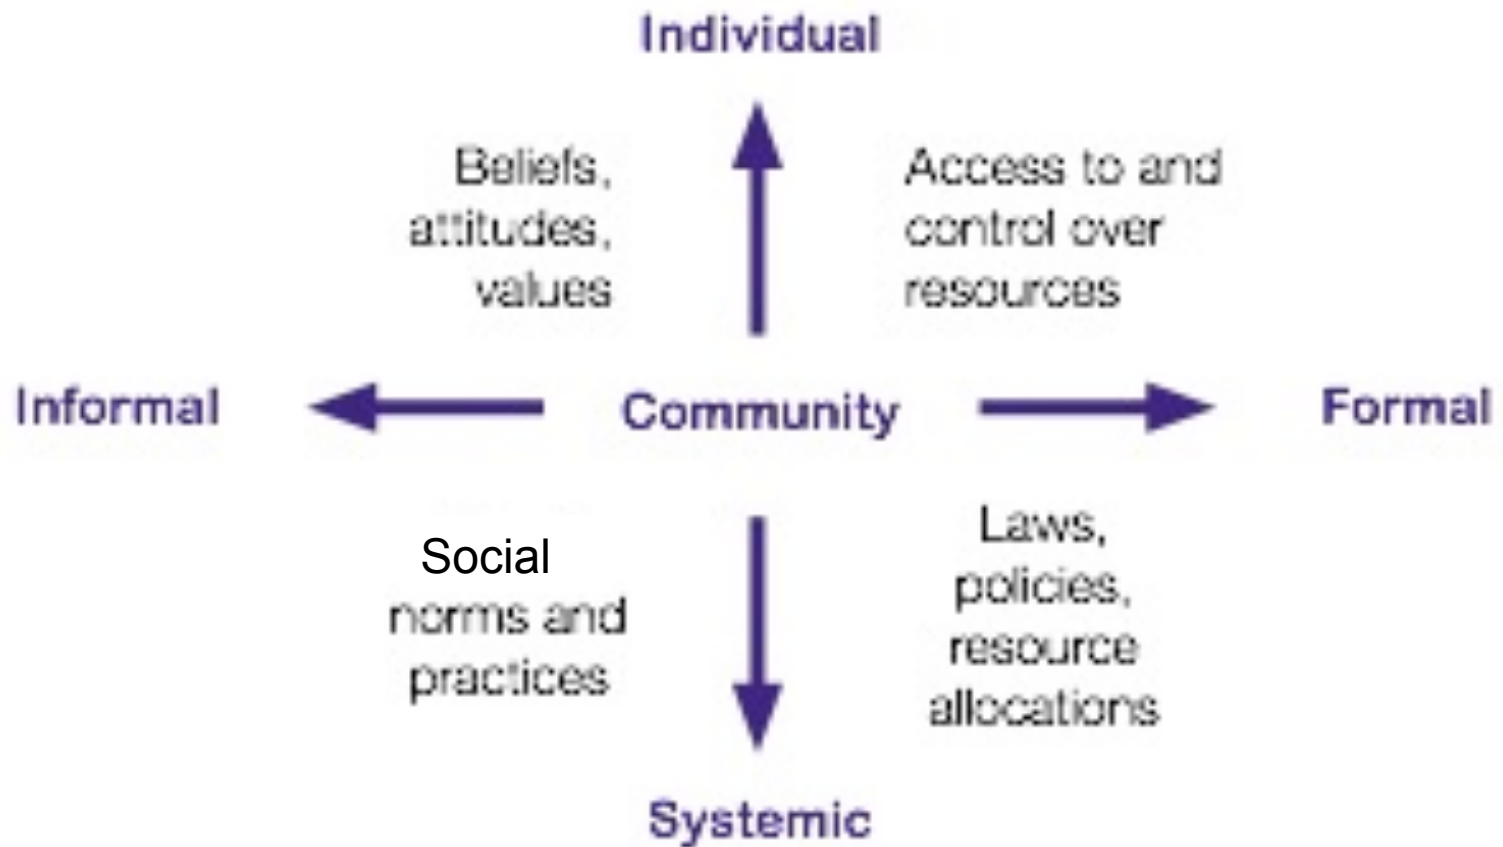 Individual
Beliefs,
attitudes,
values
Access to and
control over
resources
Informal
Community
Formal
Social
norms and
practices
Laws,
policies,
resource
allocations
Systemic